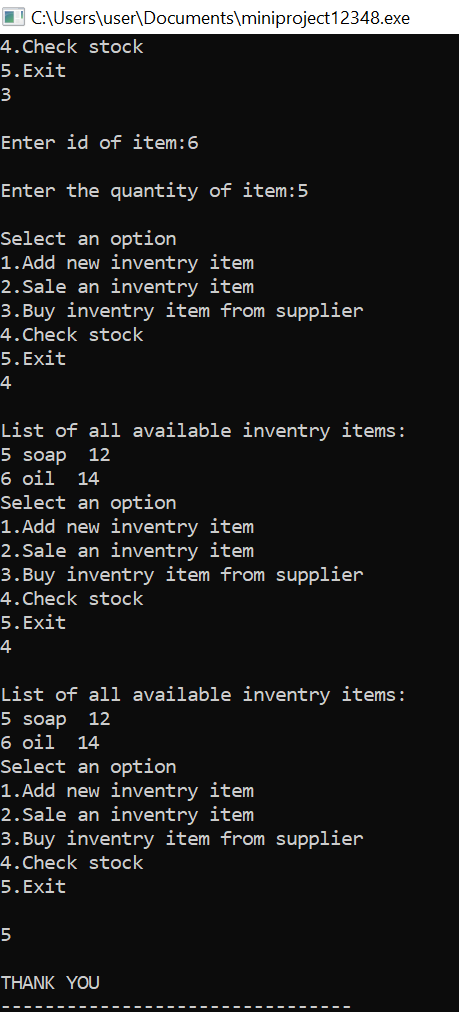 C:\Users\user\Documents\miniproject12348.exe
4.Check stock
5.Exit
3
Enter id of item:6
Enter the quantity of item:5
Select an option
1.Add new inventry item
2.Sale an inventry item
3.Buy inventry item from supplier
4.Check stock
5.Exit
4
List of all available inventry items:
5 soap  12
6 oil  14
Select an option
1.Add new inventry item
2.Sale an inventry item
3.Buy inventry item from supplier
4.Check stock
5.Exit
4
List of all available inventry items:
5 soap  12
6 oil  14
Select an option
1.Add new inventry item
2.Sale an inventry item
3.Buy inventry item from supplier
4.Check stock
5.Exit
5
THANK YOU
--------------------------------